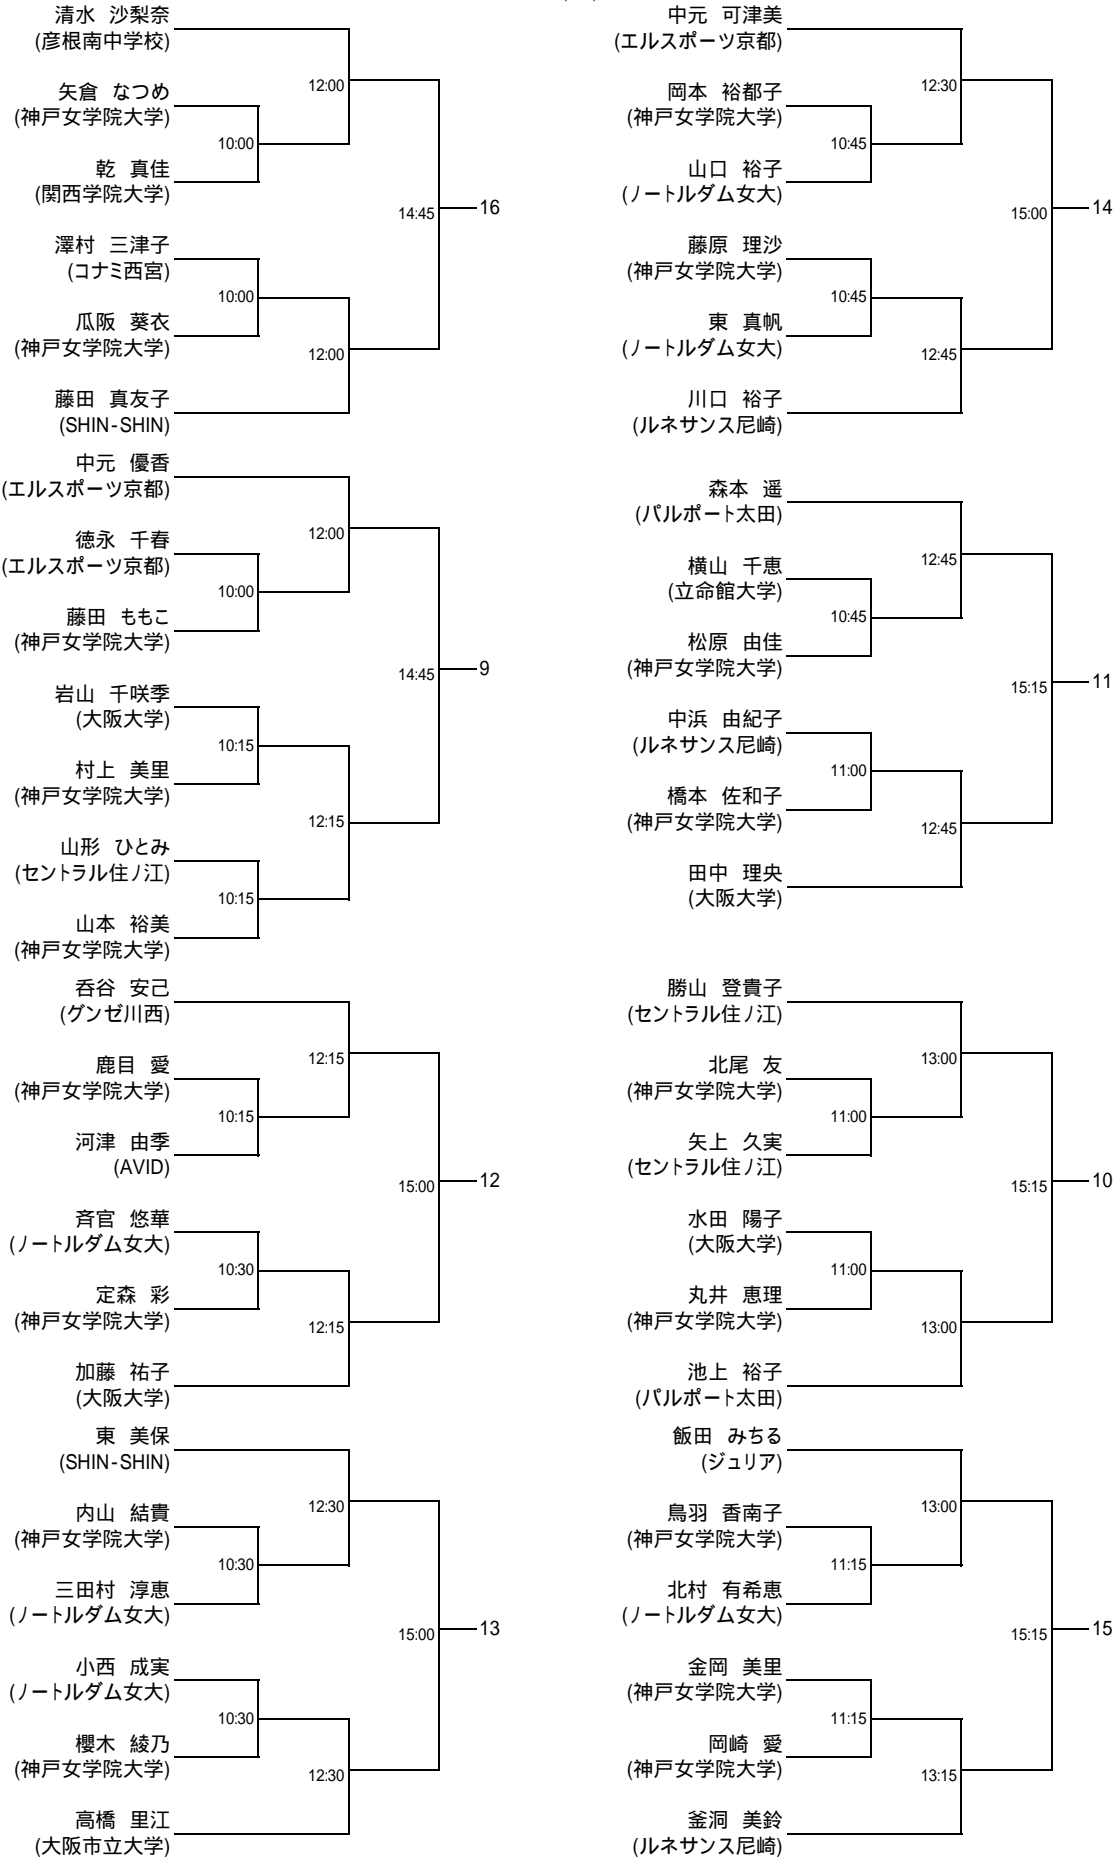 清水 沙梨奈
(彦根南中学校)
12:00
矢倉 なつめ
(神戸女学院大学)
10:00
乾 真佳
(関西学院大学)
14:45
16
澤村 三津子
(コナミ西宮)
10:00
瓜阪 葵衣
(神戸女学院大学)
12:00
藤田 真友子
(SHIN-SHIN)
中元 優香
(エルスポーツ京都)
12:00
徳永 千春
(エルスポーツ京都)
10:00
藤田 ももこ
(神戸女学院大学)
14:45
9
岩山 千咲季
(大阪大学)
10:15
村上 美里
(神戸女学院大学)
12:15
山形 ひとみ
(セントラル住ノ江)
10:15
山本 裕美
(神戸女学院大学)
呑谷 安己
(グンゼ川西)
12:15
鹿目 愛
(神戸女学院大学)
10:15
河津 由季
(AVID)
15:00
12
斉官 悠華
(ノートルダム女大)
10:30
定森 彩
(神戸女学院大学)
12:15
加藤 祐子
(大阪大学)
東 美保
(SHIN-SHIN)
12:30
内山 結貴
(神戸女学院大学)
10:30
三田村 淳恵
(ノートルダム女大)
15:00
13
小西 成実
(ノートルダム女大)
10:30
櫻木 綾乃
(神戸女学院大学)
12:30
高橋 里江
(大阪市立大学)
中元 可津美
(エルスポーツ京都)
12:30
岡本 裕都子
(神戸女学院大学)
10:45
山口 裕子
(ノートルダム女大)
15:00
14
藤原 理沙
(神戸女学院大学)
10:45
東 真帆
(ノートルダム女大)
12:45
川口 裕子
(ルネサンス尼崎)
森本 遥
(パルポート太田)
12:45
横山 千恵
(立命館大学)
10:45
松原 由佳
(神戸女学院大学)
15:15
11
中浜 由紀子
(ルネサンス尼崎)
11:00
橋本 佐和子
(神戸女学院大学)
12:45
田中 理央
(大阪大学)
勝山 登貴子
(セントラル住ノ江)
13:00
北尾 友
(神戸女学院大学)
11:00
矢上 久実
(セントラル住ノ江)
15:15
10
水田 陽子
(大阪大学)
11:00
丸井 恵理
(神戸女学院大学)
13:00
池上 裕子
(パルポート太田)
飯田 みちる
(ジュリア)
13:00
鳥羽 香南子
(神戸女学院大学)
11:15
北村 有希恵
(ノートルダム女大)
15:15
15
金岡 美里
(神戸女学院大学)
11:15
岡崎 愛
(神戸女学院大学)
13:15
釜洞 美鈴
(ルネサンス尼崎)